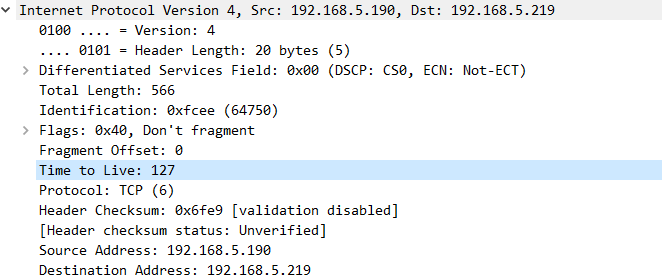 Internet Protocol Version 4, Src: 192.168.5.190, Dst: 192.168.5.219
0100 .... = Version: 4
.... 0101 = Header Length: 20 bytes (5)
Differentiated Services Field: 0x00 (DSCP: CS0, ECN: Not-ECT)
Total Length: 566
Identification: 0xfcee (64750)
Flags: 0x40, Don't fragment
Fragment Offset: 0
Time to Live: 127
Protocol: TCP (6)
Header Checksum: 0x6fe9 [validation disabled]
[Header checksum status: Unverified]
Source Address: 192.168.5.190
Destination Address: 192.168.5.219